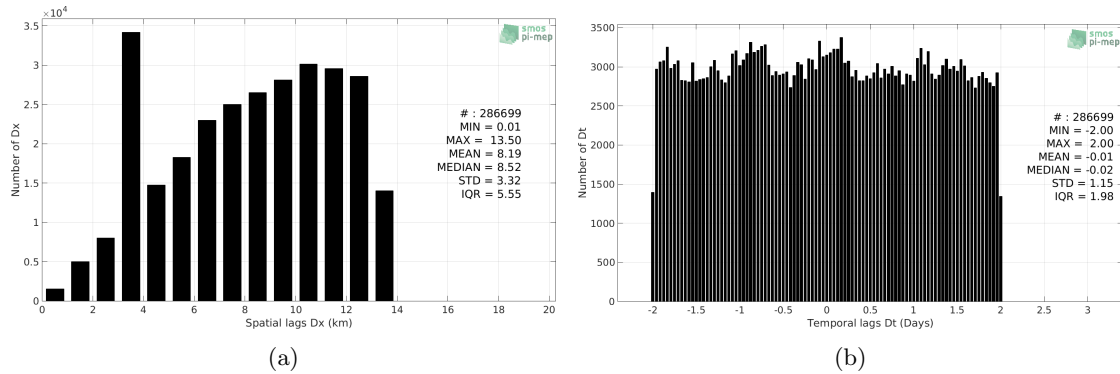 ×10⁴
3.5
3
2.5
2
1.5
1
0.5
0
Number of Dx
0 2 4 6 8 10 12 14 16 18 20
Spatial lags Dx (km)
smos
pi-mep
# : 286699
MIN = 0.01
MAX = 13.50
MEAN = 8.19
MEDIAN = 8.52
STD = 3.32
IQR = 5.55
(a)
3500
3000
2500
2000
1500
1000
500
0
Number of Dt
-2 -1.5 -1 -0.5 0 0.5 1 1.5 2 2.5 3
Temporal lags Dt (Days)
smos
pi-mep
# : 286699
MIN = -2.00
MAX = 2.00
MEAN = -0.01
MEDIAN = -0.02
STD = 1.15
IQR = 1.98
(b)